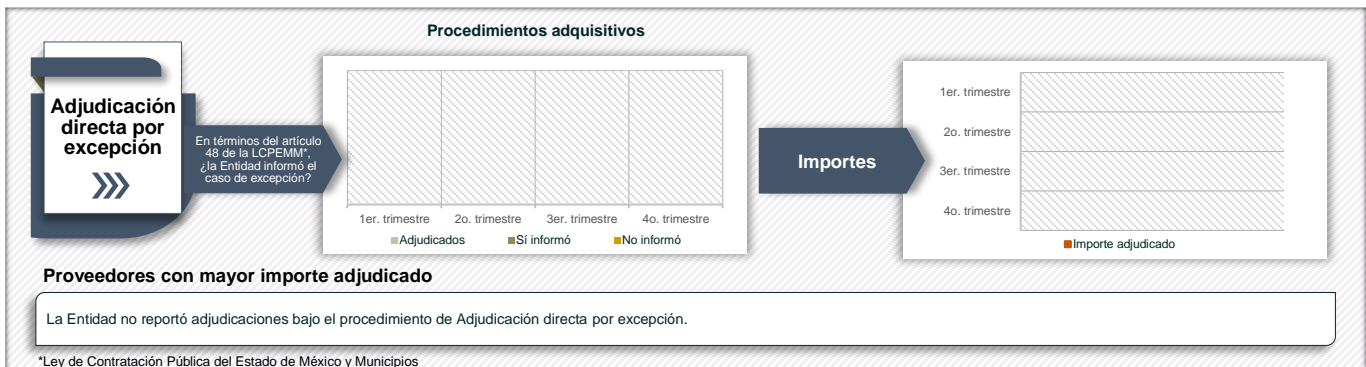 Procedimientos adquisitivos
Adjudicación
directa por
excepción
En términos del artículo
48 de la LCPEMM*,
¿la Entidad informó el
caso de excepción?
1er. trimestre 2o. trimestre 3er. trimestre 4o. trimestre
Adjudicados Sí informó No informó
Importes
1er. trimestre
2o. trimestre
3er. trimestre
4o. trimestre
Importe adjudicado
Proveedores con mayor importe adjudicado
La Entidad no reportó adjudicaciones bajo el procedimiento de Adjudicación directa por excepción.
*Ley de Contratación Pública del Estado de México y Municipios